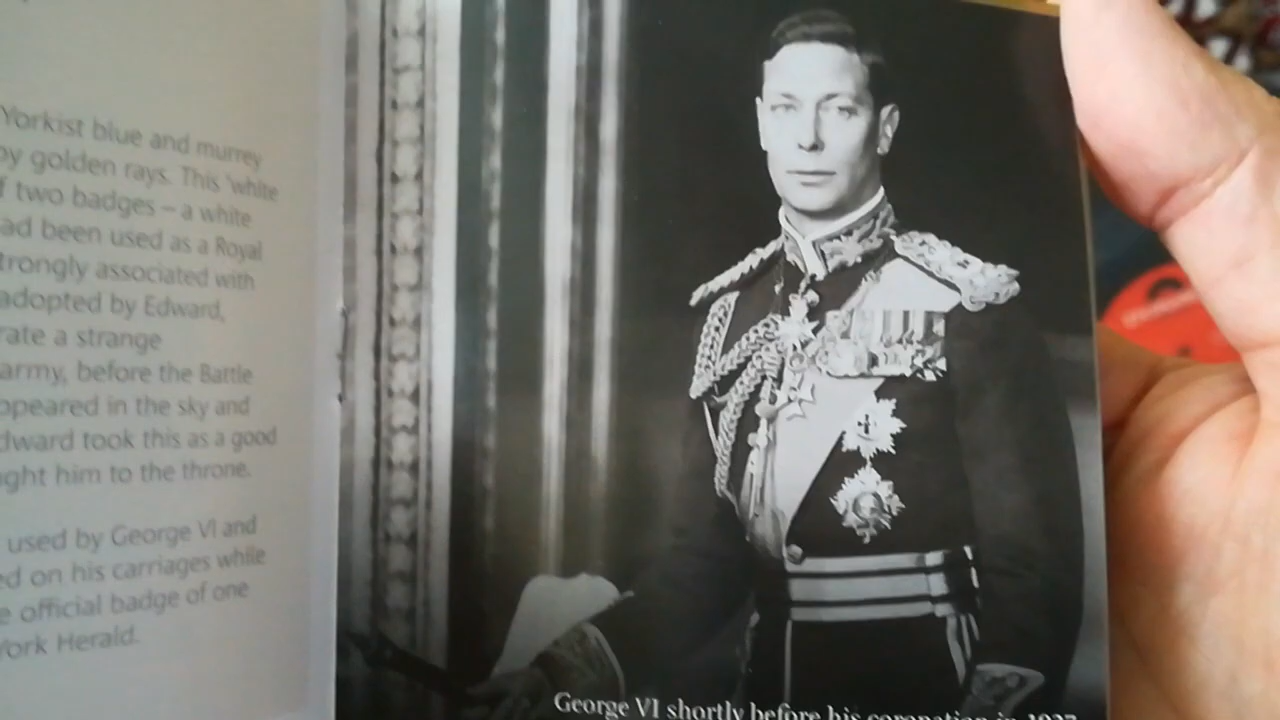 Yorkist blue and murrey
by golden rays. This 'white
f two badges – a white
ad been used as a Royal
trongly associated with
adopted by Edward,
rate a strange
army, before the Battle
ppeared in the sky and
dward took this as a good
ght him to the throne.
used by George VI and
ed on his carriages while
e official badge of one
York Herald.
George VI shortly before his coronation in 1937